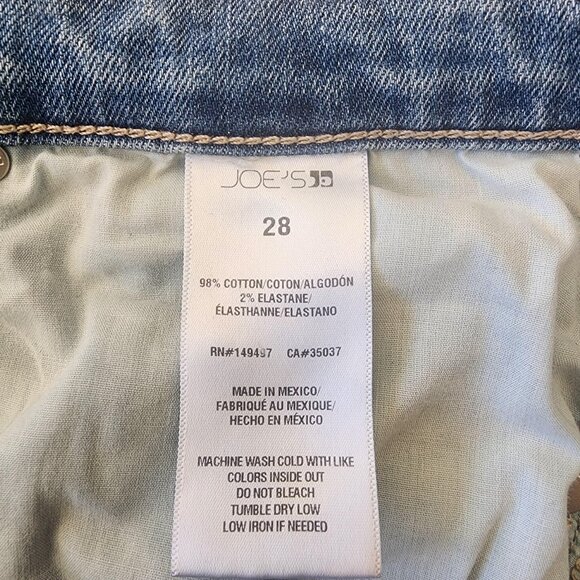 JOE'S
28
98% COTTON/COTON/ALGODÓN
2% ELASTANE/
ÉLASTHANNE/ELASTANO
RN#149497 CA#35037
MADE IN MEXICO/
FABRIQUÉ AU MEXIQUE/
HECHO EN MÉXICO
MACHINE WASH COLD WITH LIKE
COLORS INSIDE OUT
DO NOT BLEACH
TUMBLE DRY LOW
LOW IRON IF NEEDED